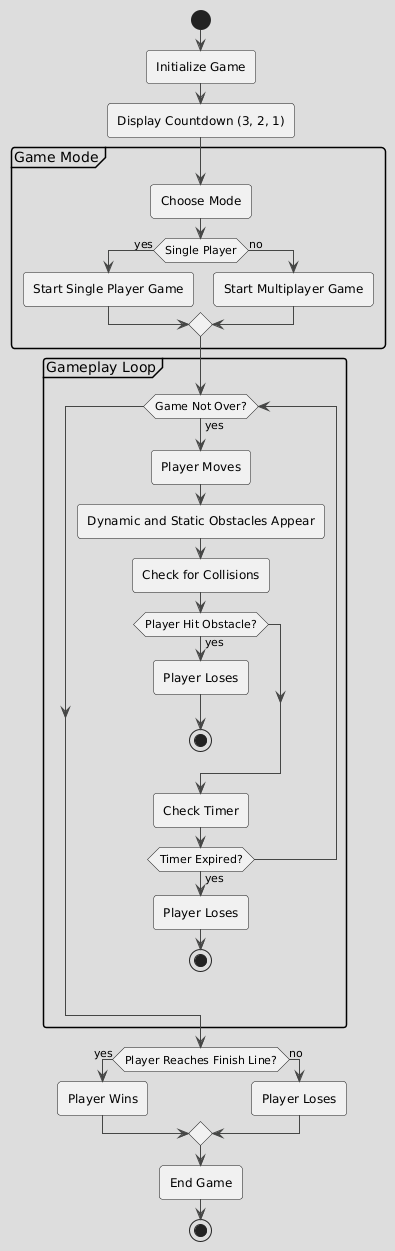 Initialize Game
Display Countdown (3, 2, 1)
Game Mode
Choose Mode
yes
Single Player
no
Start Single Player Game
Start Multiplayer Game
Gameplay Loop
Game Not Over?
yes
Player Moves
Dynamic and Static Obstacles Appear
Check for Collisions
Player Hit Obstacle?
yes
Player Loses
Check Timer
Timer Expired?
yes
Player Loses
yes
Player Reaches Finish Line?
no
Player Wins
Player Loses
End Game